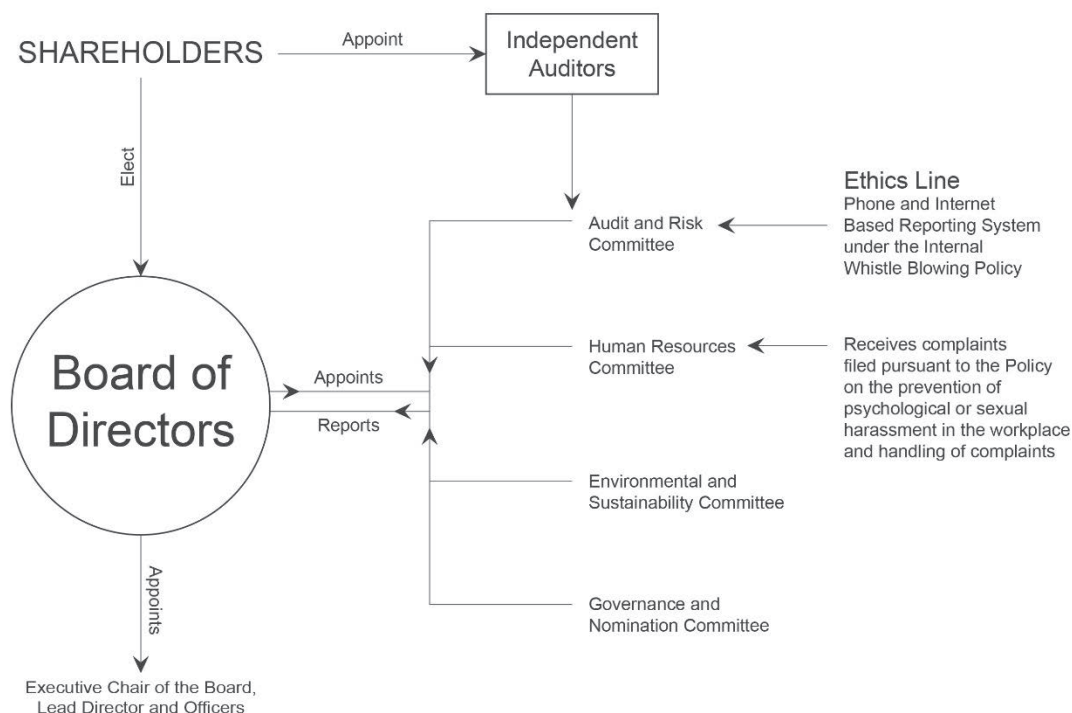 SHAREHOLDERS
Appoint
Independent
Auditors
Elect
Ethics Line
Phone and Internet
Based Reporting System
under the Internal
Whistle Blowing Policy
Audit and Risk
Committee
Board of
Directors
Appoints
Reports
Human Resources
Committee
Receives complaints
filed pursuant to the Policy
on the prevention of
psychological or sexual
harassment in the workplace
and handling of complaints
Environmental and
Sustainability Committee
Governance and
Nomination Committee
Appoints
Executive Chair of the Board,
Lead Director and Officers